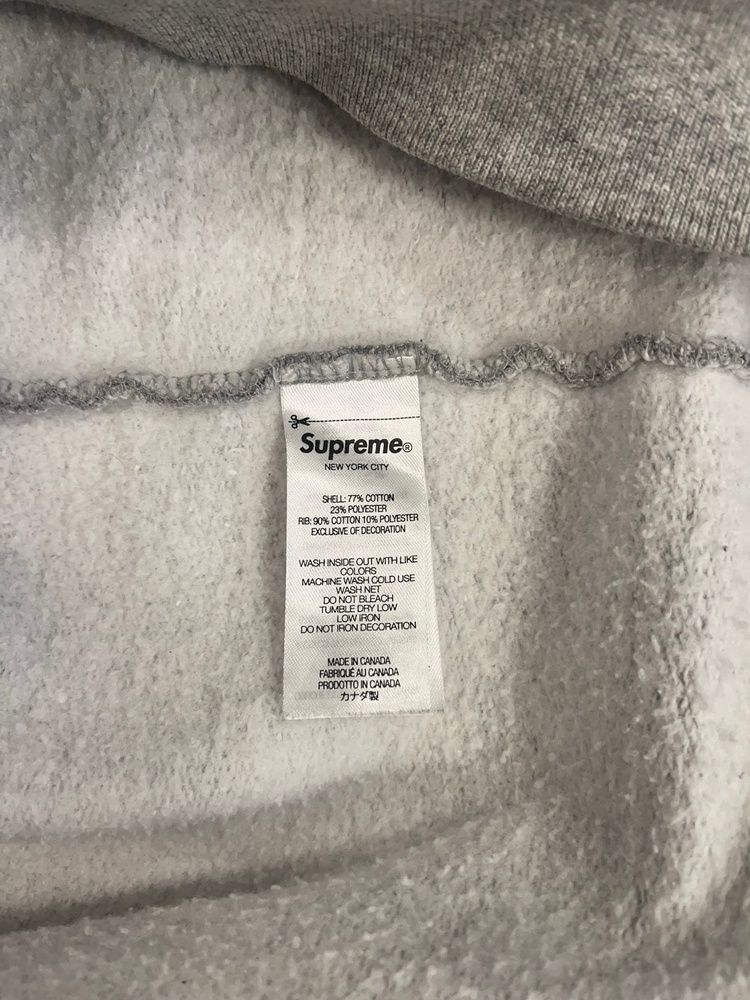 Supreme®
NEW YORK CITY
SHELL: 77% COTTON
23% POLYESTER
RIB: 90% COTTON 10% POLYESTER
EXCLUSIVE OF DECORATION
WASH INSIDE OUT WITH LIKE
COLORS
MACHINE WASH COLD USE
WASH NET
DO NOT BLEACH
TUMBLE DRY LOW
LOW IRON
DO NOT IRON DECORATION
MADE IN CANADA
FABRIQUÉ AU CANADA
PRODOTTO IN CANADA
カナダ製